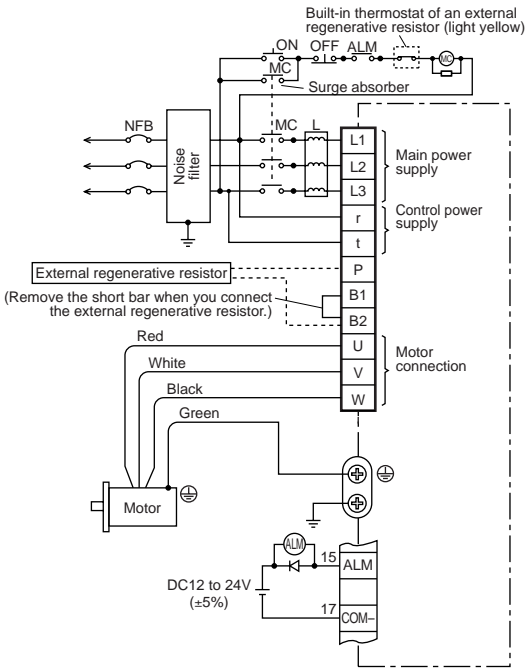 Built-in thermostat of an external
regenerative resistor (light yellow)
ON OFF ALM
MC
MC
Surge absorber
NFB
Noise
filter
MC L
L1
L2
L3
Main power
supply
r
t
Control power
supply
External regenerative resistor
P
(Remove the short bar when you connect
the external regenerative resistor.)
B1
B2
Red
U
White
V
Black
W
Motor
connection
Green
Motor
ALM
15
ALM
DC12 to 24V
(±5%)
17
COM–